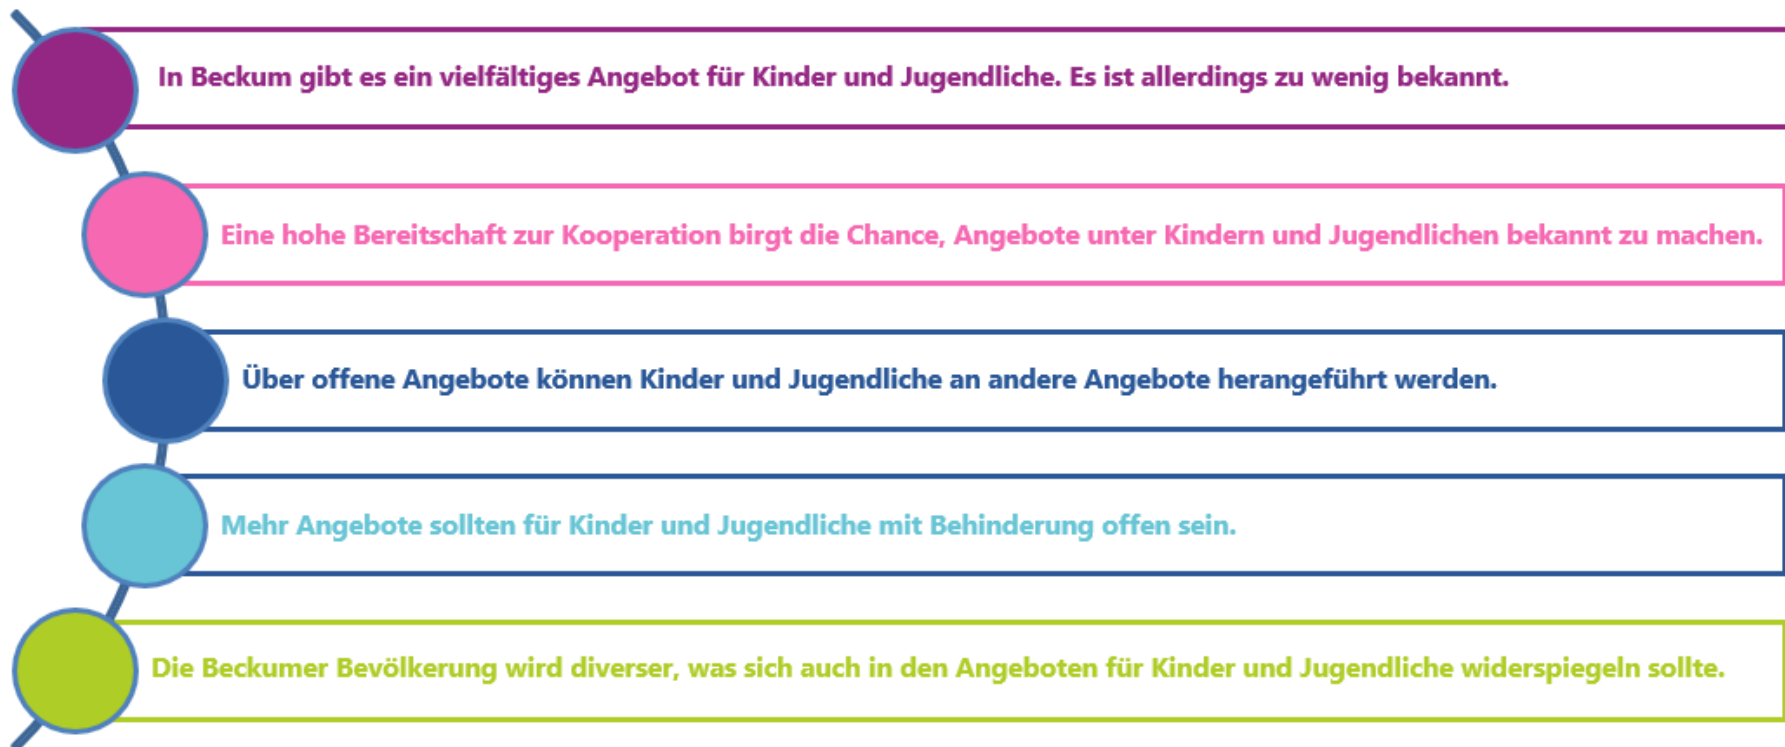 In Beckum gibt es ein vielfältiges Angebot für Kinder und Jugendliche. Es ist allerdings zu wenig bekannt.
Eine hohe Bereitschaft zur Kooperation birgt die Chance, Angebote unter Kindern und Jugendlichen bekannt zu machen.
Über offene Angebote können Kinder und Jugendliche an andere Angebote herangeführt werden.
Mehr Angebote sollten für Kinder und Jugendliche mit Behinderung offen sein.
Die Beckumer Bevölkerung wird diverser, was sich auch in den Angeboten für Kinder und Jugendliche widerspiegeln sollte.